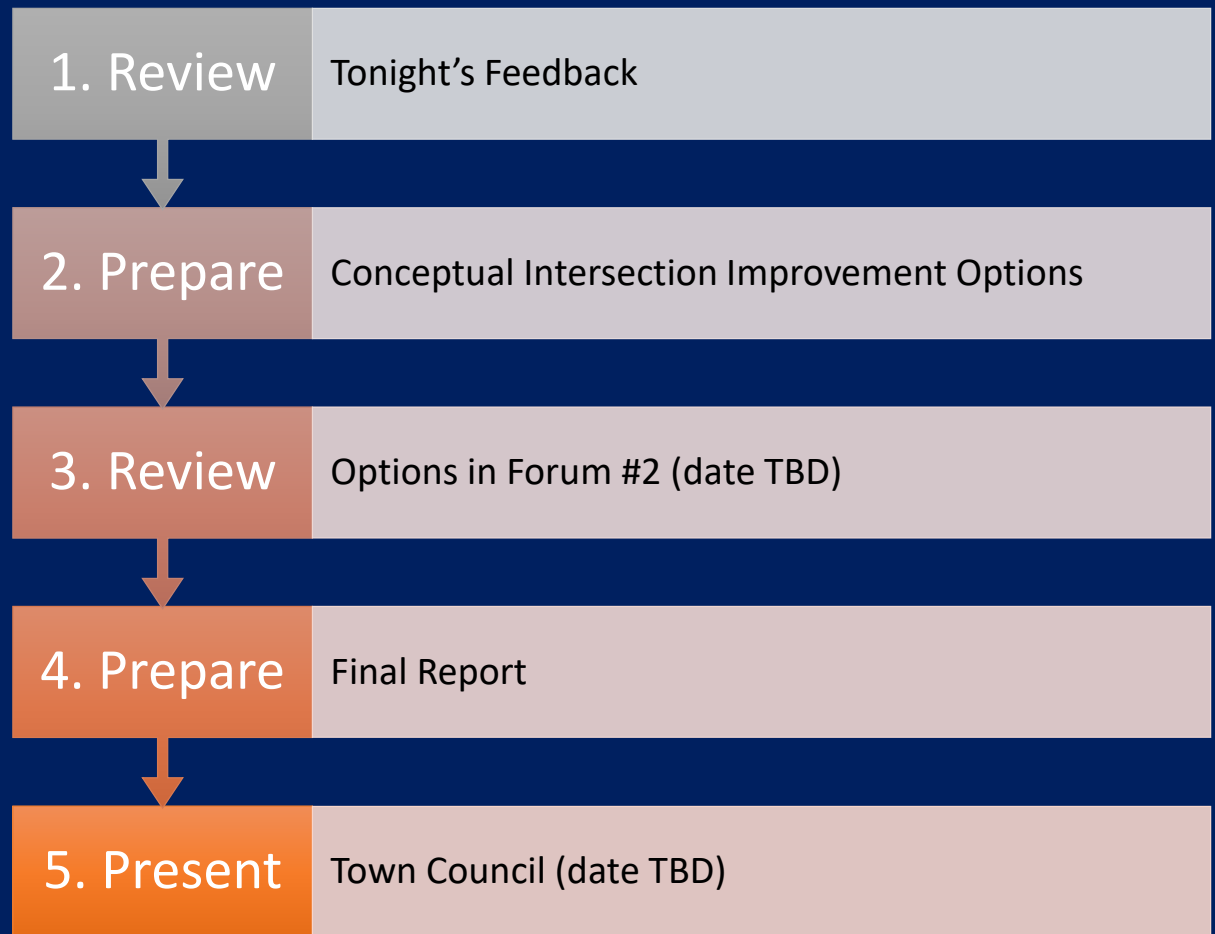 1. Review
Tonight’s Feedback
2. Prepare
Conceptual Intersection Improvement Options
3. Review
Options in Forum #2 (date TBD)
4. Prepare
Final Report
5. Present
Town Council (date TBD)